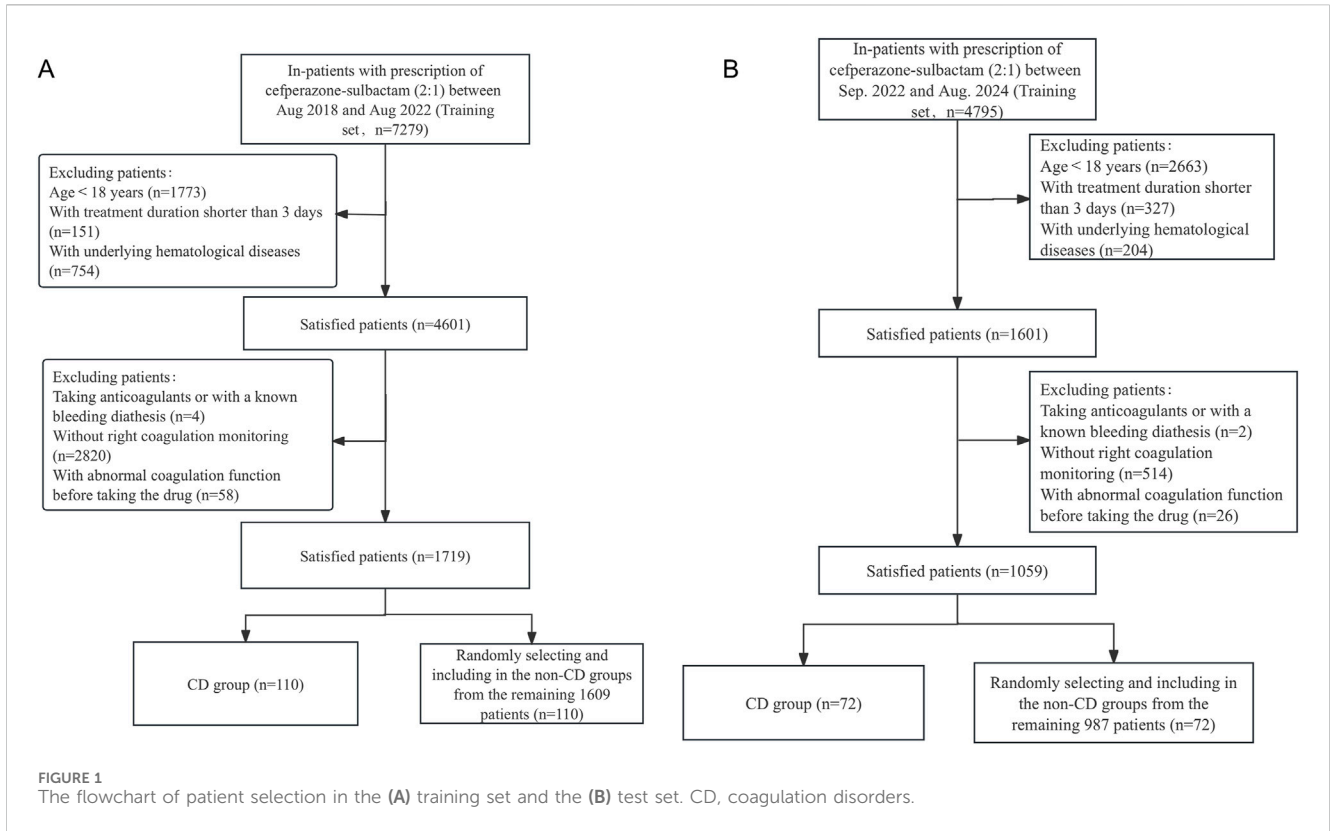 A
In-patients with prescription of
cefperazone-sulbactam (2:1) between
Aug 2018 and Aug 2022 (Training
set, n=7279)
Excluding patients:
Age < 18 years (n=1773)
With treatment duration shorter than 3 days
(n=151)
With underlying hematological diseases
(n=754)
Satisfied patients (n=4601)
Excluding patients:
Taking anticoagulants or with a known
bleeding diathesis (n=4)
Without right coagulation monitoring
(n=2820)
With abnormal coagulation function
before taking the drug (n=58)
Satisfied patients (n=1719)
CD group (n=110)
Randomly selecting and
including in the non-CD groups
from the remaining 1609
patients (n=110)
B
In-patients with prescription of
cefperazone-sulbactam (2:1) between
Sep. 2022 and Aug. 2024 (Training
set, n=4795)
Excluding patients:
Age < 18 years (n=2663)
With treatment duration shorter
than 3 days (n=327)
With underlying hematological
diseases (n=204)
Satisfied patients (n=1601)
Excluding patients:
Taking anticoagulants or with a
known bleeding diathesis (n=2)
Without right coagulation
monitoring (n=514)
With abnormal coagulation function
before taking the drug (n=26)
Satisfied patients (n=1059)
CD group (n=72)
Randomly selecting and including in
the non-CD groups from the
remaining 987 patients (n=72)
FIGURE 1
The flowchart of patient selection in the (A) training set and the (B) test set. CD, coagulation disorders.